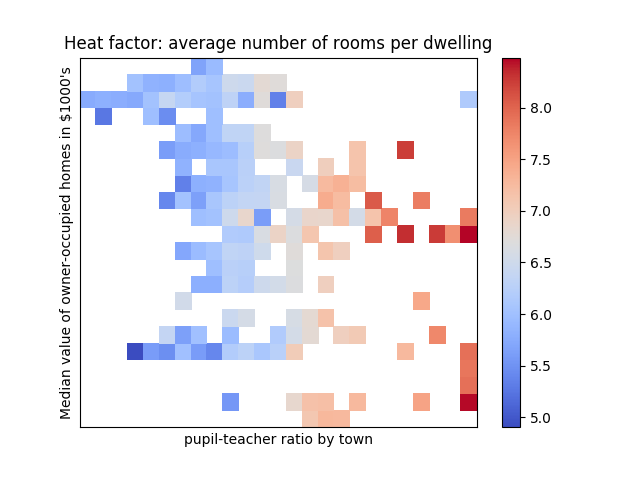 Heat factor: average number of rooms per dwelling
Median value of owner-occupied homes in $1000's
pupil-teacher ratio by town
8.0
7.5
7.0
6.5
6.0
5.5
5.0